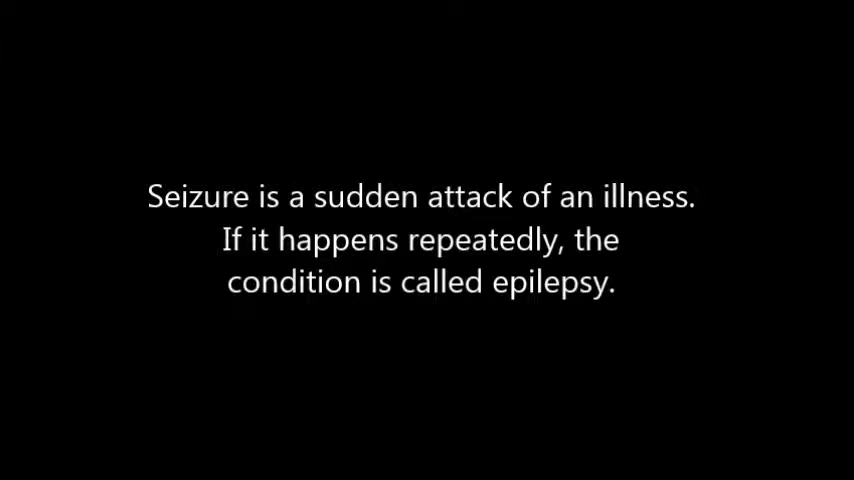 Seizure is a sudden attack of an illness.
If it happens repeatedly, the
condition is called epilepsy.